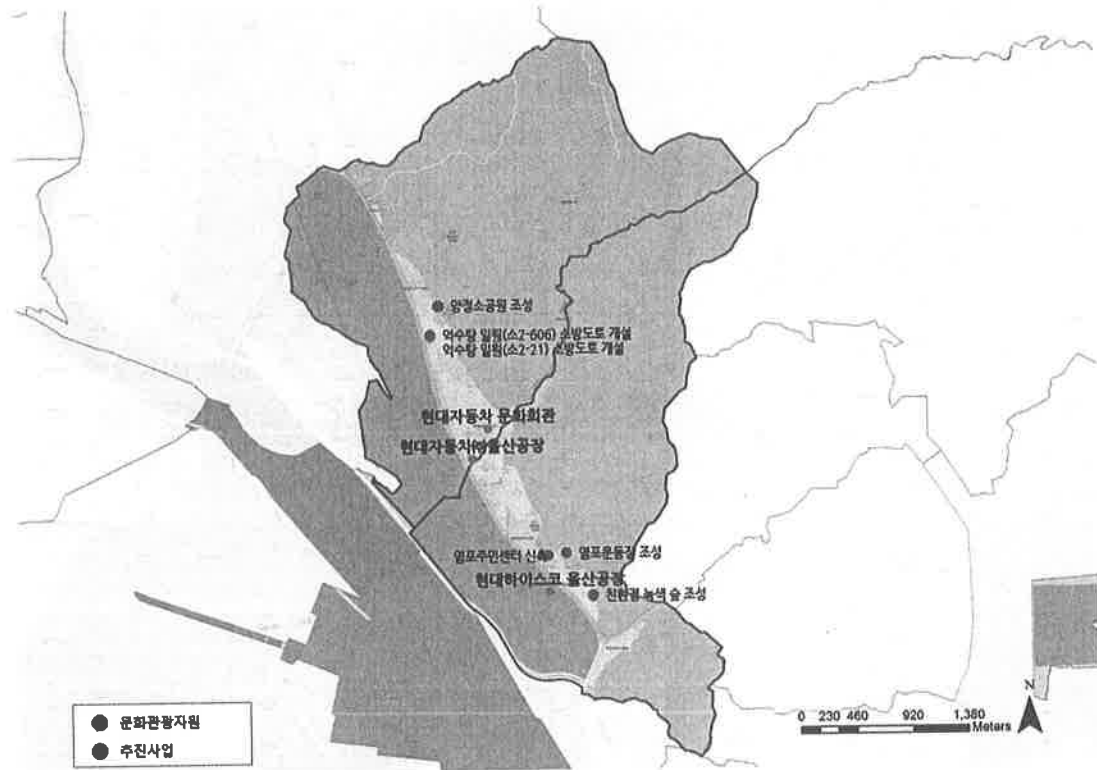 양정소공원 조성
약수탕 일원(소2-606) 소방도로 개설
약수탕 일원(소2-21) 소방도로 개설
현대자동차 문화회관
현대자동차(주)울산공장
염포주민센터 신축
염포운동장 조성
현대하이스코 울산공장
친환경 녹색 숲 조성
문화관광자원
추진사업
0 230 460 920 1,380
Meters
N